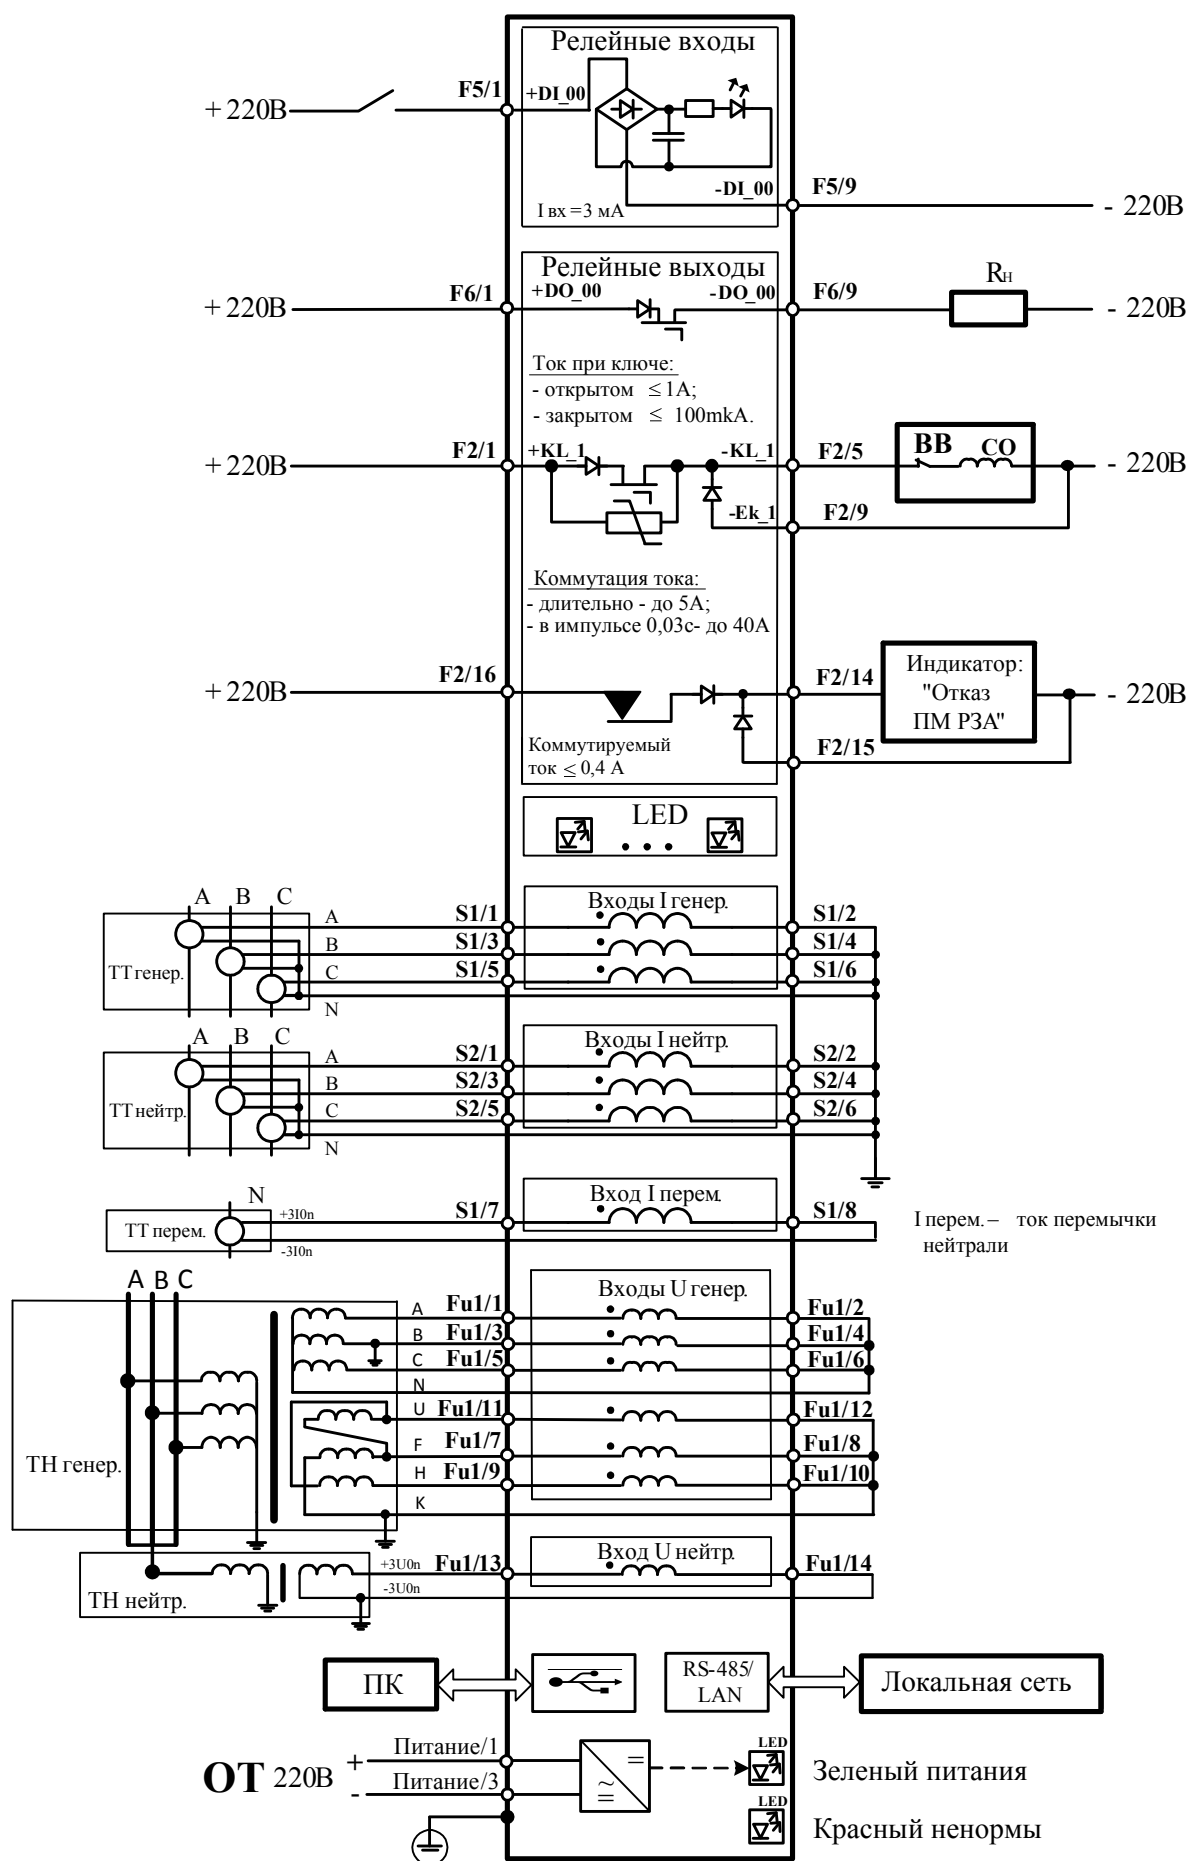 Релейные входы
+ 220В
F5/1
+DI_00
-DI_00
F5/9
- 220В
I вх =3 мА
Релейные выходы
+ 220В
F6/1
+DO_00
-DO_00
F6/9
Rн
- 220В
Ток при ключе:
- открытом ≤ 1А;
- закрытом ≤ 100mkA.
+ 220В
F2/1
+KL_1
-KL_1
F2/5
ВВ
СО
- 220В
-Ek_1
F2/9
Коммутация тока:
- длительно - до 5А;
- в импульсе 0,03с- до 40А
+ 220В
F2/16
F2/14
Индикатор:
"Отказ
ПМ РЗА"
- 220В
F2/15
Коммутируемый
ток ≤ 0,4 А
LED
A B C
ТТ генер.
A
B
C
N
S1/1
S1/3
S1/5
Входы I генер.
S1/2
S1/4
S1/6
A B C
ТТ нейтр.
A
B
C
N
S2/1
S2/3
S2/5
Входы I нейтр.
S2/2
S2/4
S2/6
N
ТТ перем.
+3I0n
-3I0n
S1/7
Вход I перем.
S1/8
I перем. – ток перемычки
нейтрали
A B C
ТН генер.
Входы U генер.
A Fu1/1
B Fu1/3
C Fu1/5
N
U Fu1/11
F Fu1/7
H Fu1/9
K
Fu1/2
Fu1/4
Fu1/6
Fu1/12
Fu1/8
Fu1/10
ТН нейтр.
+3U0n
-3U0n
Fu1/13
Вход U нейтр.
Fu1/14
ПК
RS-485/
LAN
Локальная сеть
ОТ 220В
+
-
Питание/1
Питание/3
=
≃
LED
Зеленый питания
LED
Красный ненормы